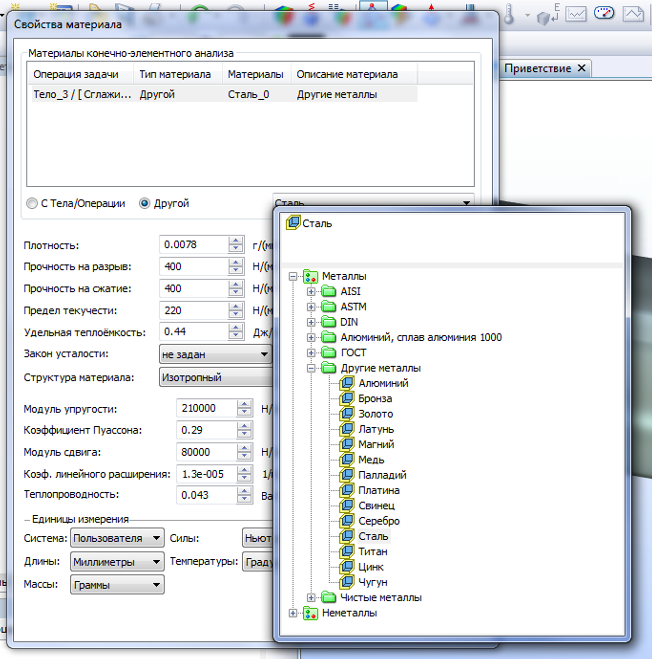 Свойства материала
Приветствие
Материалы конечно-элементного анализа
Операция задачи Тип материала Материалы Описание материала
Тело_3 / [ Сглажи... Другой Сталь_0 Другие металлы
С Тела/Операции Другой Сталь
Плотность: 0.0078
Прочность на разрыв: 400
Прочность на сжатие: 400
Предел текучести: 220
Удельная теплоёмкость: 0.44
Закон усталости: не задан
Структура материала: Изотропный
Модуль упругости: 210000
Коэффициент Пуассона: 0.29
Модуль сдвига: 80000
Коэф. линейного расширения: 1.3e-005
Теплопроводность: 0.043
Единицы измерения
Система: Пользователя Силы:
Длины: Миллиметры Температуры:
Массы: Граммы
Сталь
Металлы
AISI
ASTM
DIN
Алюминий, сплав алюминия 1000
ГОСТ
Другие металлы
Алюминий
Бронза
Золото
Латунь
Магний
Медь
Палладий
Платина
Свинец
Серебро
Сталь
Титан
Цинк
Чугун
Чистые металлы
Неметаллы